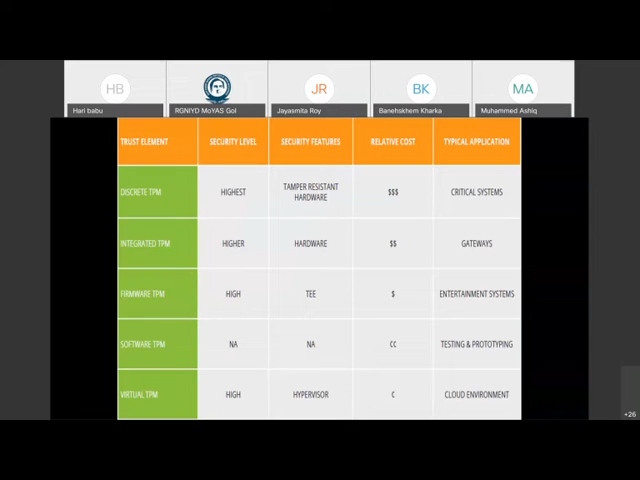 HB
JR
BK
MA
Hari babu
RGNIYD MoYAS GoI
Jayasmita Roy
Banehskhem Kharka
Muhammed Ashiq
TRUST ELEMENT SECURITY LEVEL SECURITY FEATURES RELATIVE COST TYPICAL APPLICATION
DISCRETE TPM HIGHEST TAMPER RESISTANT HARDWARE $$$ CRITICAL SYSTEMS
INTEGRATED TPM HIGHER HARDWARE $$ GATEWAYS
FIRMWARE TPM HIGH TEE $ ENTERTAINMENT SYSTEMS
SOFTWARE TPM NA NA ¢¢ TESTING & PROTOTYPING
VIRTUAL TPM HIGH HYPERVISOR ¢ CLOUD ENVIRONMENT
+26